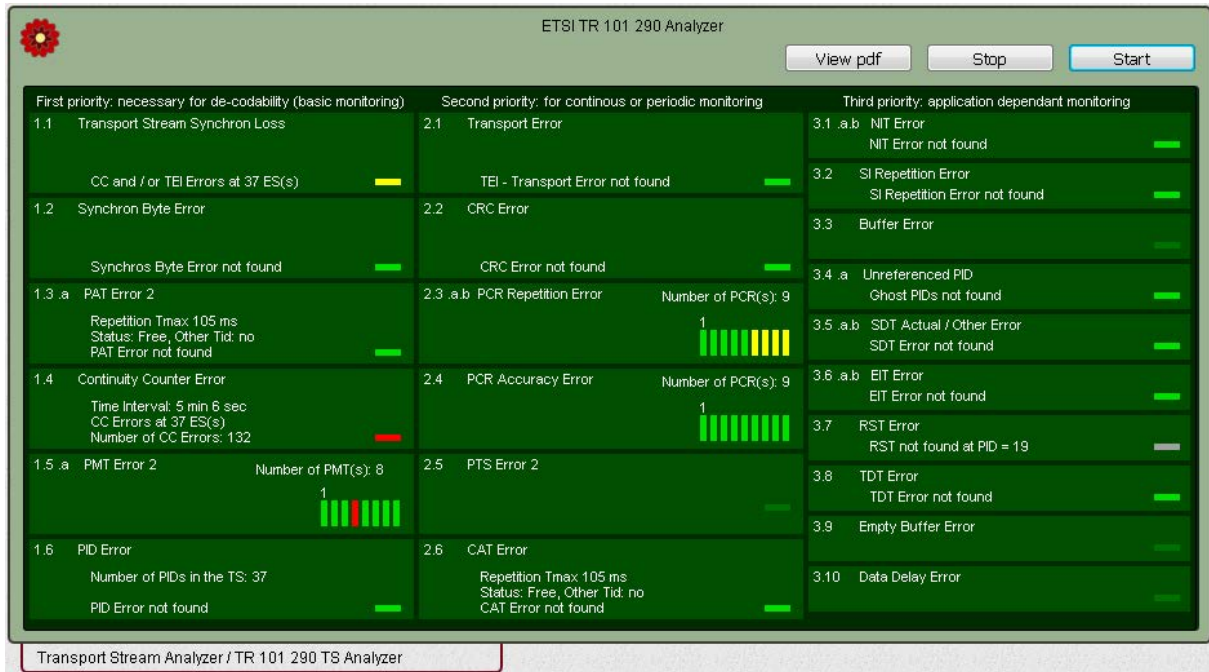 ETSI TR 101 290 Analyzer
View pdf
Stop
Start
First priority: necessary for de-codability (basic monitoring)
1.1 Transport Stream Synchron Loss
CC and / or TEI Errors at 37 ES(s)
1.2 Synchron Byte Error
Synchros Byte Error not found
1.3 .a PAT Error 2
Repetition Tmax 105 ms
Status: Free, Other Tid: no
PAT Error not found
1.4 Continuity Counter Error
Time Interval: 5 min 6 sec
CC Errors at 37 ES(s)
Number of CC Errors: 132
1.5 .a PMT Error 2
Number of PMT(s): 8
1
1.6 PID Error
Number of PIDs in the TS: 37
PID Error not found
Second priority: for continous or periodic monitoring
2.1 Transport Error
TEI - Transport Error not found
2.2 CRC Error
CRC Error not found
2.3 .a.b PCR Repetition Error
Number of PCR(s): 9
1
2.4 PCR Accuracy Error
Number of PCR(s): 9
1
2.5 PTS Error 2
2.6 CAT Error
Repetition Tmax 105 ms
Status: Free, Other Tid: no
CAT Error not found
Third priority: application dependant monitoring
3.1 .a.b NIT Error
NIT Error not found
3.2 SI Repetition Error
SI Repetition Error not found
3.3 Buffer Error
3.4 .a Unreferenced PID
Ghost PIDs not found
3.5 .a.b SDT Actual / Other Error
SDT Error not found
3.6 .a.b EIT Error
EIT Error not found
3.7 RST Error
RST not found at PID = 19
3.8 TDT Error
TDT Error not found
3.9 Empty Buffer Error
3.10 Data Delay Error
Transport Stream Analyzer / TR 101 290 TS Analyzer